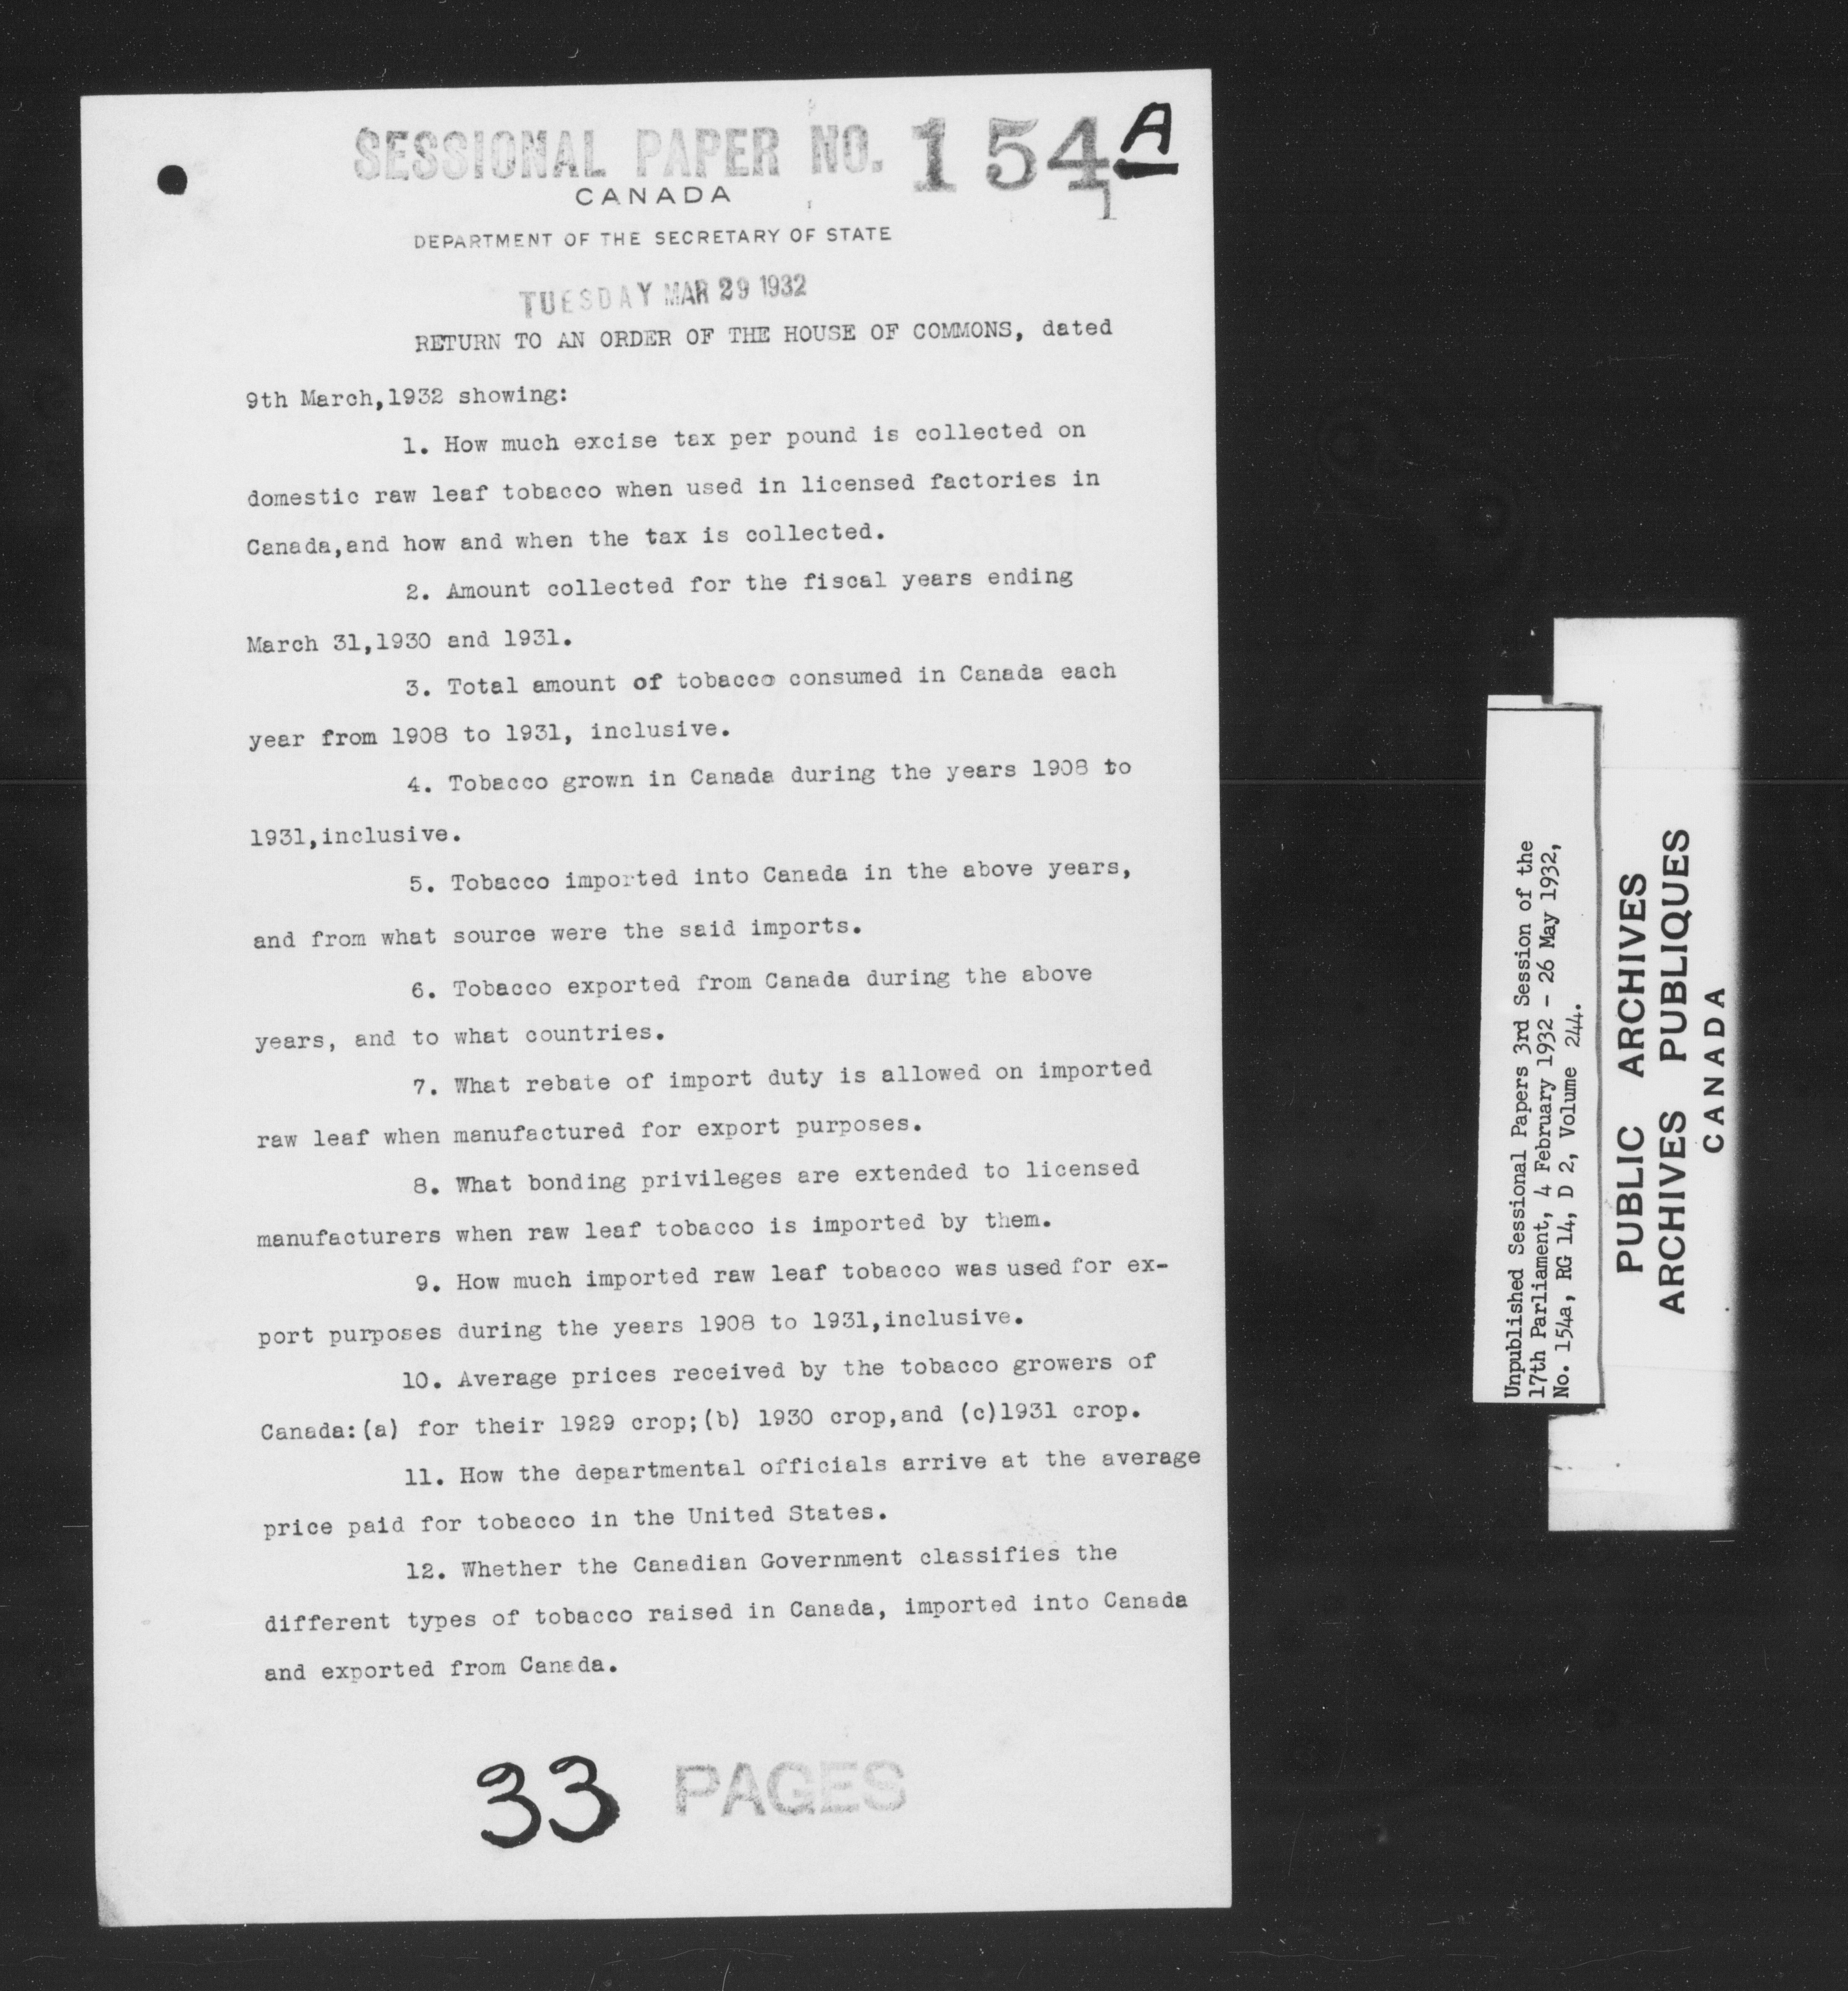 SESSIONAL PAPER NO. 154 A
CANADA
DEPARTMENT OF THE SECRETARY OF STATE
TUESDAY MAR 29 1932
RETURN TO AN ORDER OF THE HOUSE OF COMMONS, dated
9th March,1932 showing:
1. How much excise tax per pound is collected on
domestic raw leaf tobacco when used in licensed factories in
Canada,and how and when the tax is collected.
2. Amount collected for the fiscal years ending
March 31,1930 and 1931.
3. Total amount of tobacco consumed in Canada each
year from 1908 to 1931, inclusive.
4. Tobacco grown in Canada during the years 1908 to
1931,inclusive.
5. Tobacco imported into Canada in the above years,
and from what source were the said imports.
6. Tobacco exported from Canada during the above
years, and to what countries.
7. What rebate of import duty is allowed on imported
raw leaf when manufactured for export purposes.
8. What bonding privileges are extended to licensed
manufacturers when raw leaf tobacco is imported by them.
9. How much imported raw leaf tobacco was used for ex-
port purposes during the years 1908 to 1931,inclusive.
10. Average prices received by the tobacco growers of
Canada:(a) for their 1929 crop;(b) 1930 crop,and (c)1931 crop.
11. How the departmental officials arrive at the average
price paid for tobacco in the United States.
12. Whether the Canadian Government classifies the
different types of tobacco raised in Canada, imported into Canada
and exported from Canada.
33 PAGES
Unpublished Sessional Papers 3rd Session of the
17th Parliament, 4 February 1932 - 26 May 1932,
No. 154a, RG 14, D 2, Volume 244.
PUBLIC ARCHIVES
ARCHIVES PUBLIQUES
CANADA